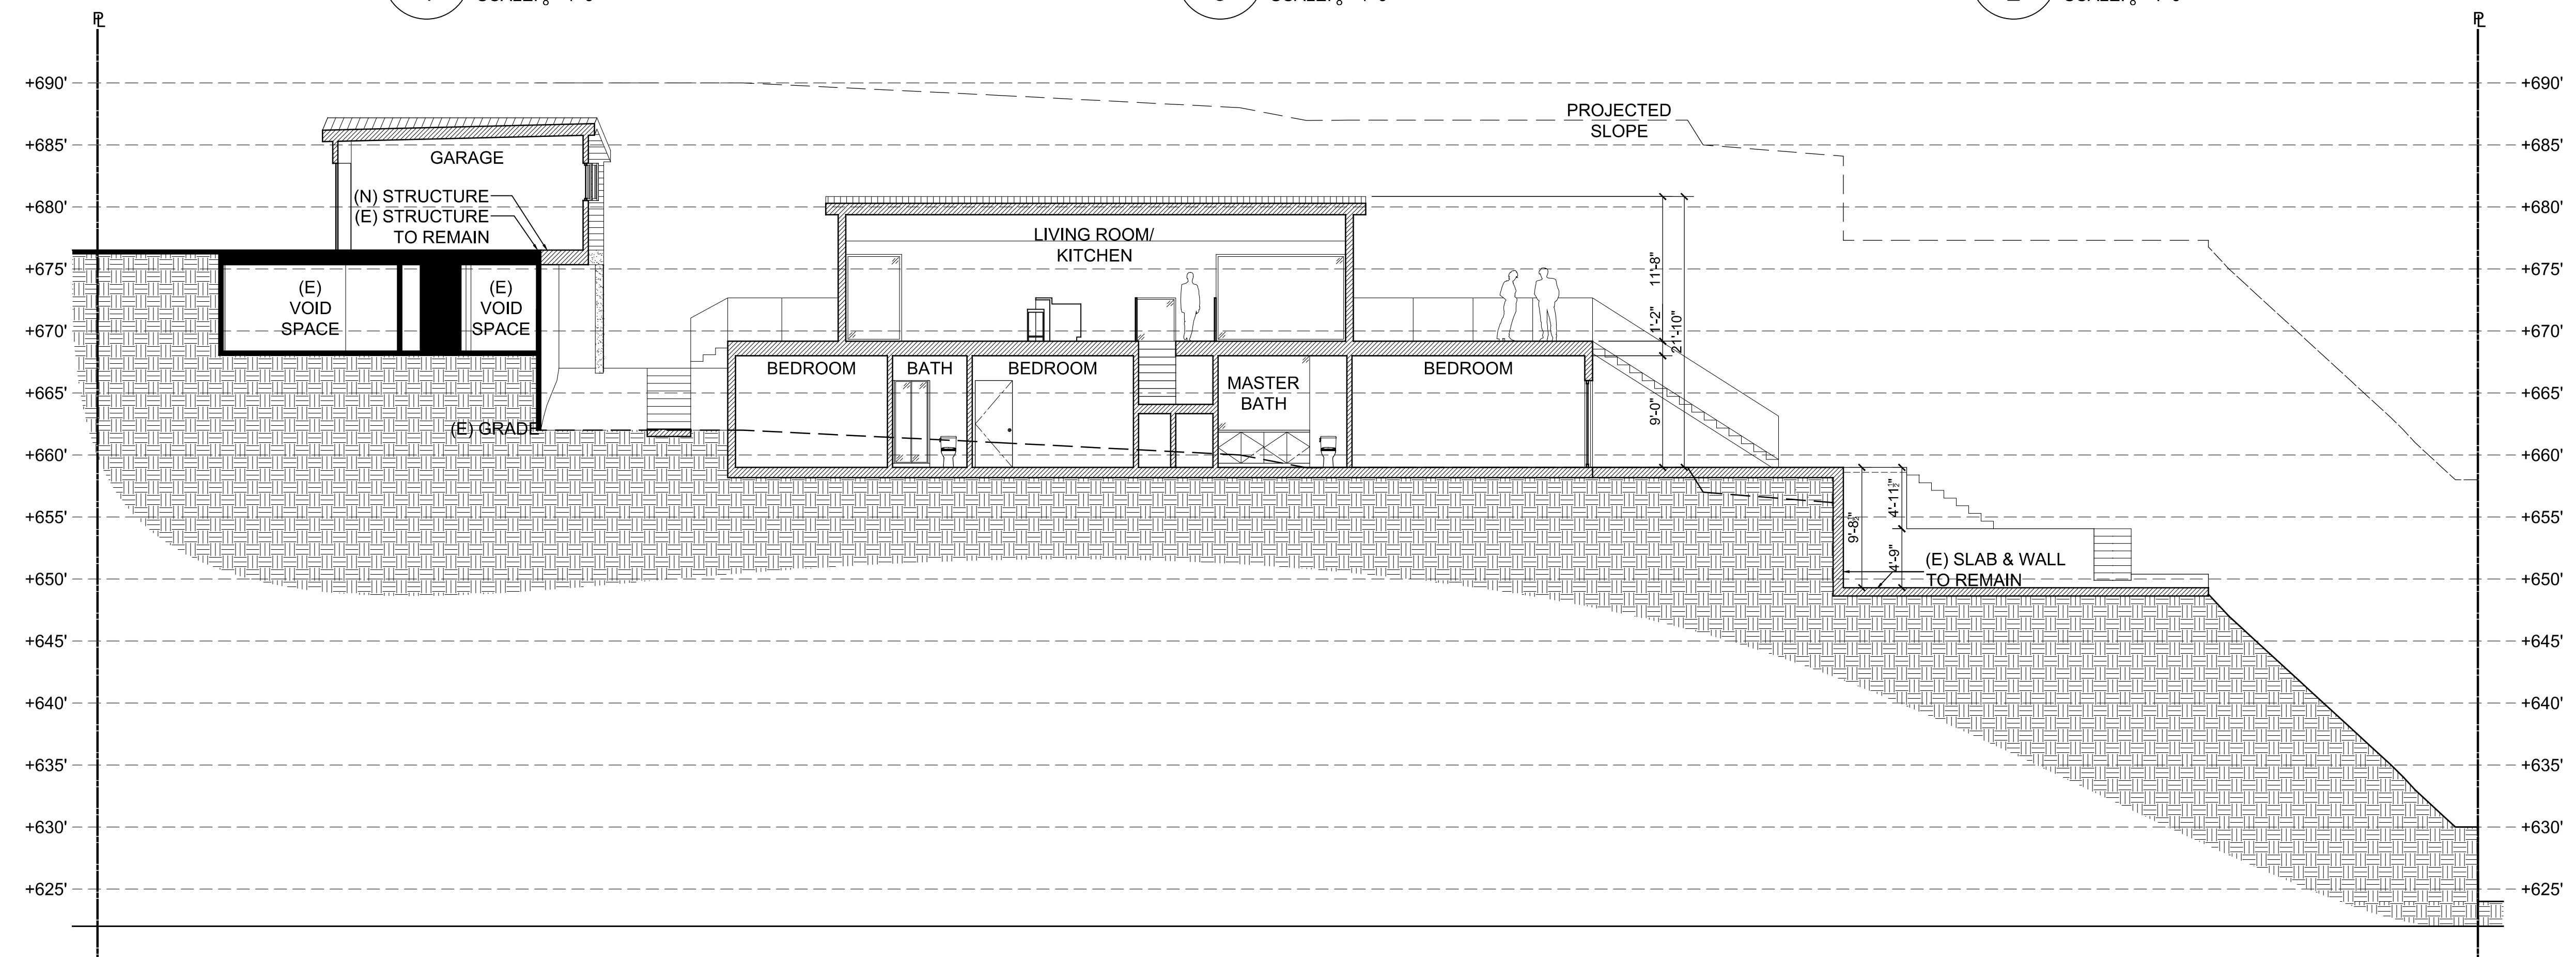 PL
PL
+690'
+690'
PROJECTED
SLOPE
+685'
GARAGE
+685'
(N) STRUCTURE
(E) STRUCTURE
TO REMAIN
+680'
+680'
LIVING ROOM/
KITCHEN
+675'
11'-8"
+675'
(E)
VOID
SPACE
(E)
VOID
SPACE
+670'
1'-2"
21'-10"
+670'
BEDROOM
BATH
BEDROOM
MASTER
BATH
BEDROOM
+665'
9'-0"
+665'
(E) GRADE
+660'
+660'
+655'
9'-8½"
4'-11½"
+655'
4'-9"
(E) SLAB & WALL
TO REMAIN
+650'
+650'
+645'
+645'
+640'
+640'
+635'
+635'
+630'
+630'
+625'
+625'